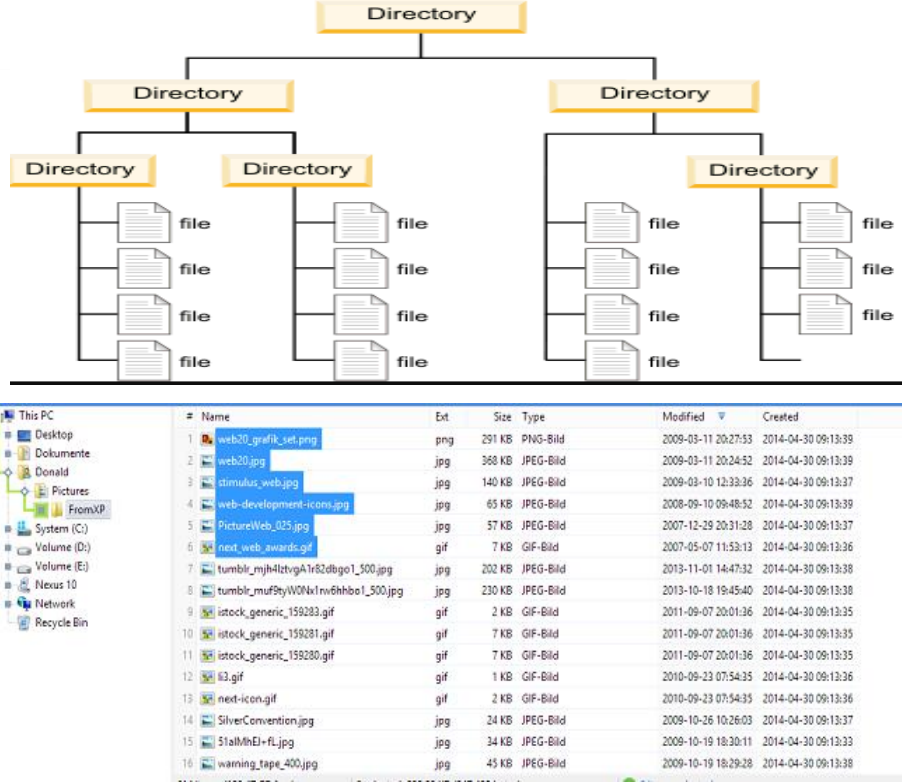 Directory
Directory Directory
Directory Directory Directory
file file file file
file file file file
file file file file
file file file
This PC
Desktop
Dokumente
Donald
Pictures
FromXP
System (C:)
Volume (D:)
Volume (E:)
Nexus 10
Network
Recycle Bin
# Name Ext Size Type Modified Created
1 web20_grafik_set.png png 291 KB PNG-Bild 2009-03-11 20:27:53 2014-04-30 09:13:39
2 web20.jpg jpg 368 KB JPEG-Bild 2009-03-11 20:24:52 2014-04-30 09:13:39
3 stimulus_web.jpg jpg 140 KB JPEG-Bild 2009-03-10 12:33:36 2014-04-30 09:13:37
4 web-development-icons.jpg jpg 65 KB JPEG-Bild 2008-09-10 09:48:52 2014-04-30 09:13:39
5 PictureWeb_025.jpg jpg 57 KB JPEG-Bild 2007-12-29 20:31:28 2014-04-30 09:13:37
6 next_web_awards.gif gif 7 KB GIF-Bild 2007-05-07 11:53:13 2014-04-30 09:13:36
7 jpg 202 KB JPEG-Bild 2013-11-01 14:47:32 2014-04-30 09:13:38
8 jpg 230 KB JPEG-Bild 2013-10-18 19:45:40 2014-04-30 09:13:38
9 istock_generic_159283.gif gif 2 KB GIF-Bild 2011-09-07 20:01:36 2014-04-30 09:13:35
10 istock_generic_159281.gif gif 7 KB GIF-Bild 2011-09-07 20:01:36 2014-04-30 09:13:35
11 istock_generic_159280.gif gif 7 KB GIF-Bild 2011-09-07 20:01:36 2014-04-30 09:13:35
12 li3.gif gif 1 KB GIF-Bild 2010-09-23 07:54:35 2014-04-30 09:13:36
13 next-icon.gif gif 2 KB GIF-Bild 2010-09-23 07:54:35 2014-04-30 09:13:36
14 SilverConvention.jpg jpg 24 KB JPEG-Bild 2009-10-26 10:26:03 2014-04-30 09:13:37
15 jpg 34 KB JPEG-Bild 2009-10-19 18:30:11 2014-04-30 09:13:33
16 warning_tape_400.jpg jpg 45 KB JPEG-Bild 2009-10-19 18:29:28 2014-04-30 09:13:38